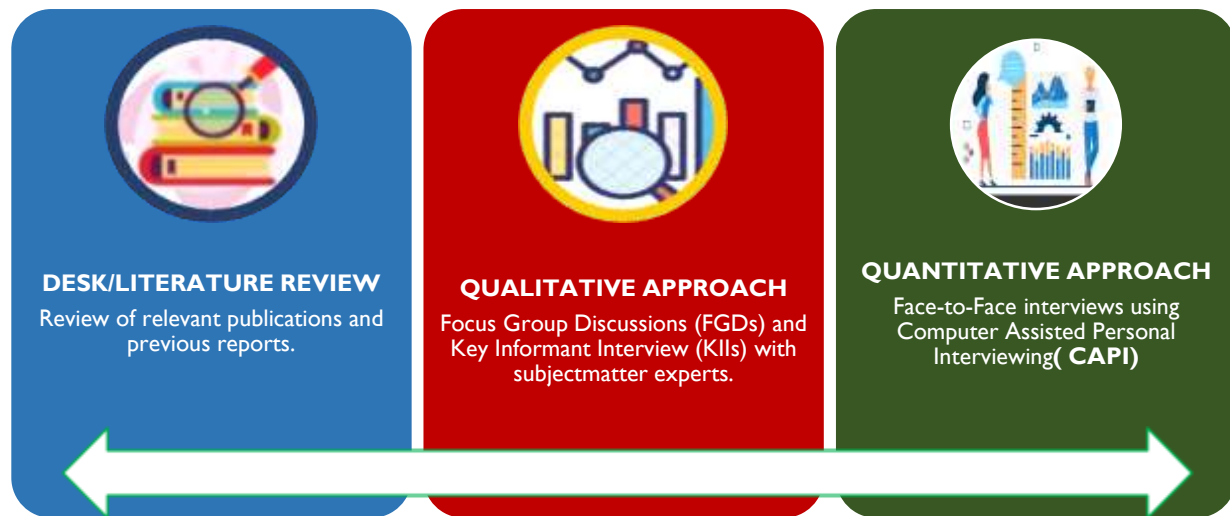 DESK/LITERATURE REVIEW
Review of relevant publications and
previous reports.
QUALITATIVE APPROACH
Focus Group Discussions (FGDs) and
Key Informant Interview (KIIs) with
subjectmatter experts.
QUANTITATIVE APPROACH
Face-to-Face interviews using
Computer Assisted Personal
Interviewing( CAPI)